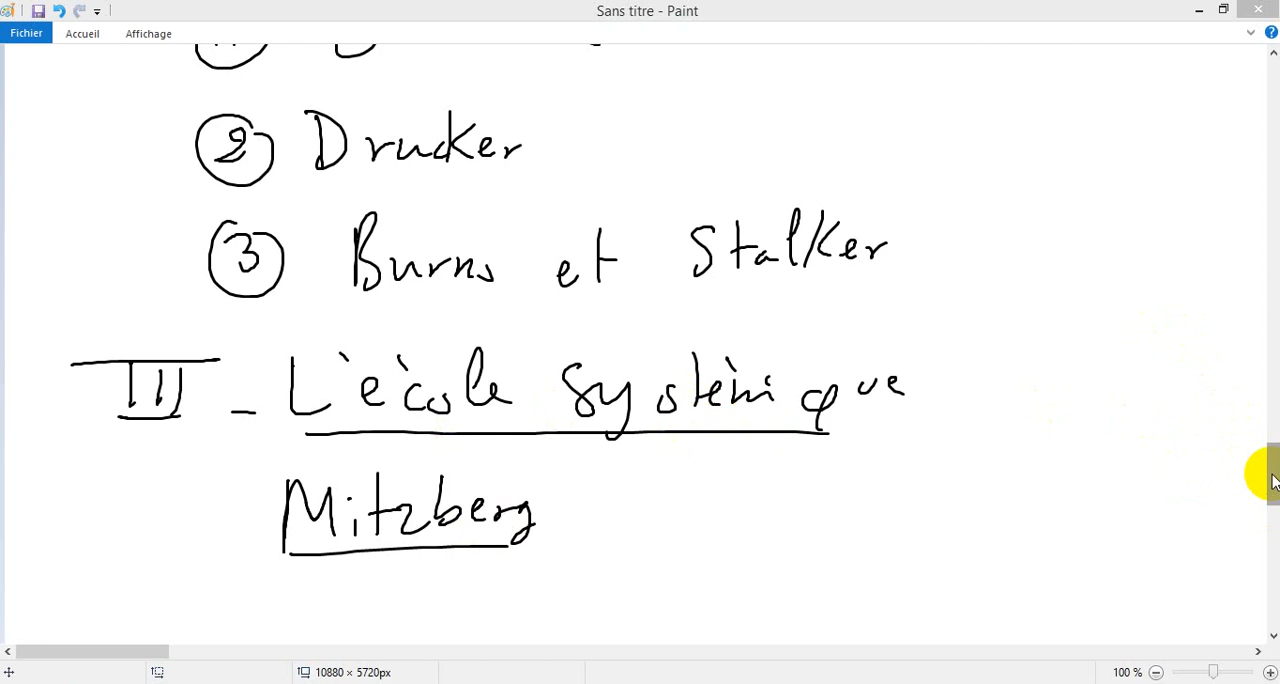 Sans titre - Paint
Fichier Accueil Affichage
② Drucker
③ Burns et Stalker
III - L'école Systémique
Mitzberg
10880 × 5720px 100 %